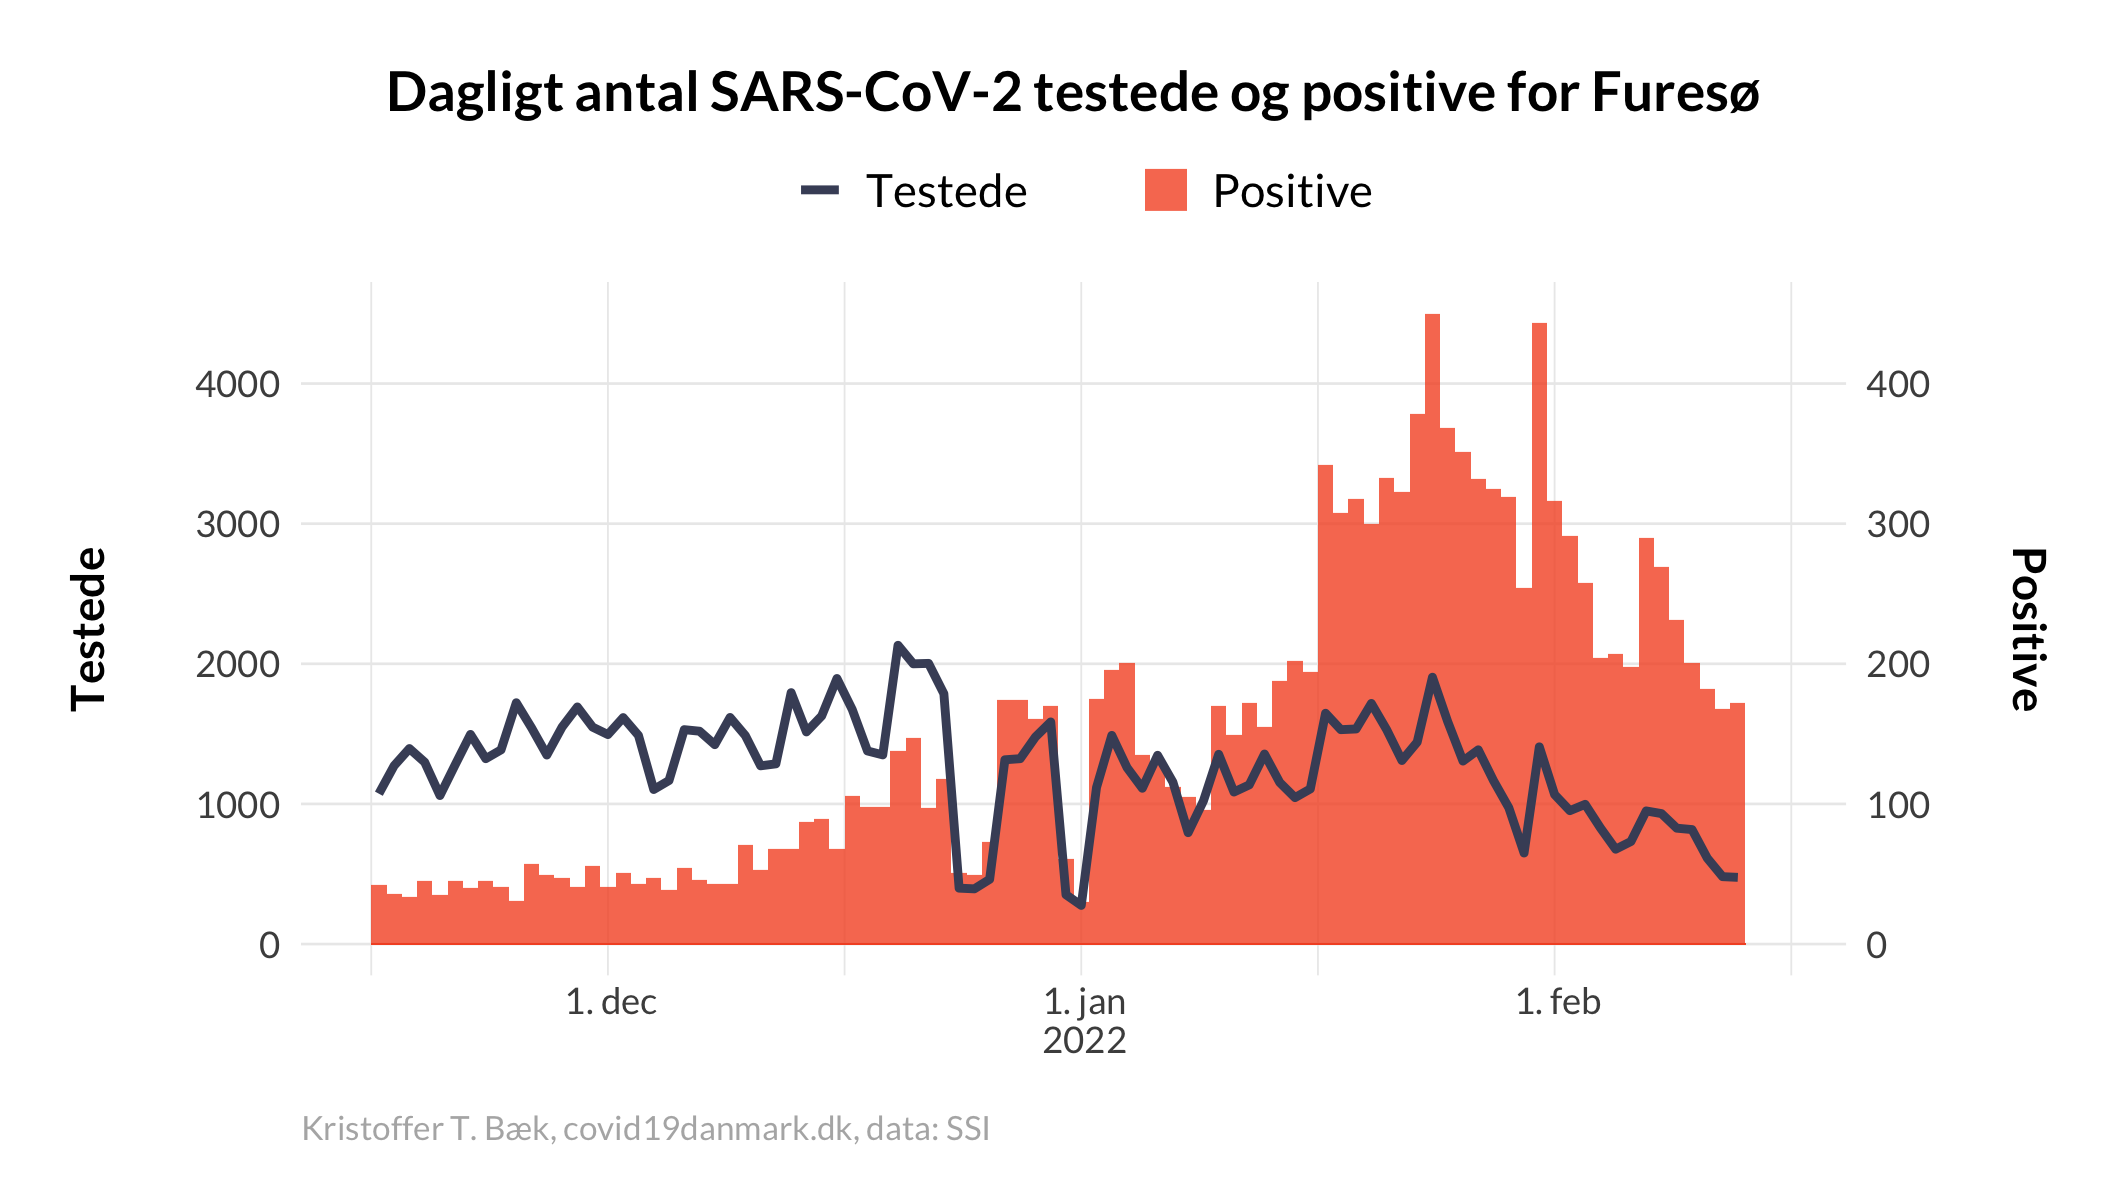 Dagligt antal SARS-CoV-2 testede og positive for Furesø
Testede
Positive
Testede
4000
3000
2000
1000
0
400
300
200
100
0
Positive
1. dec
1. jan
2022
1. feb
Kristoffer T. Bæk, covid19danmark.dk, data: SSI